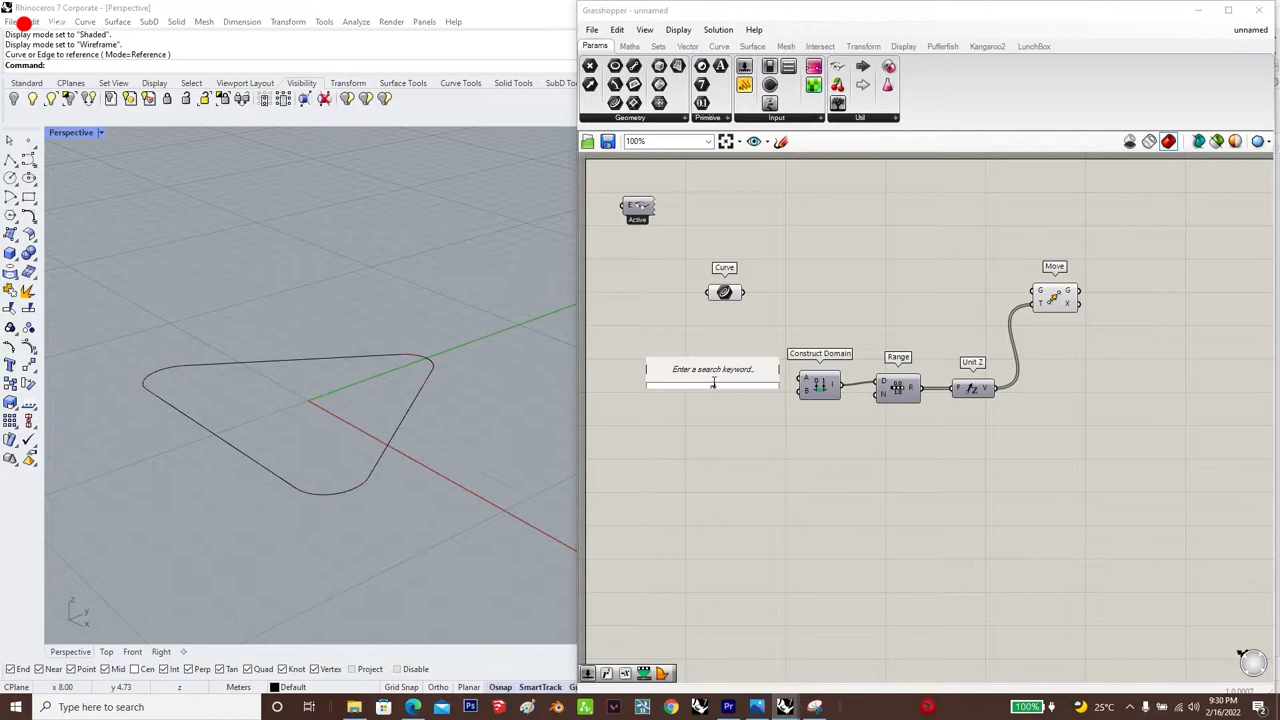 Rhinoceros 7 Corporate - [Perspective]
File Edit View Curve Surface SubD Solid Mesh Dimension Transform Tools Analyze Render Panels Help
Display mode set to "Shaded".
Display mode set to "Wireframe".
Curve or Edge to reference ( Mode=Reference )
Command:
Standard CPlanes Set View Display Select Viewport Layout Visibility Transform Curve Tools Surface Tools Solid Tools SubD To
Perspective
z
y
x
Perspective Top Front Right
End Near Point Mid Cen Int Perp Tan Quad Knot Vertex Project Disable
CPlane x 8.00 y 4.73 z Meters Default Grid Snap Ortho Planar Osnap SmartTrack
Grasshopper - unnamed
File Edit View Display Solution Help unnamed
Params Maths Sets Vector Curve Surface Mesh Intersect Transform Display Pufferfish Kangaroo2 LunchBox
Geometry Primitive Input Util
100%
E
Active
Curve
Move
G G
T X
Enter a search keyword...
Construct Domain
A I
B
Range
D R
N
Unit Z
F V
1.0.0007
Type here to search
100%
9:30 PM
2/16/2022